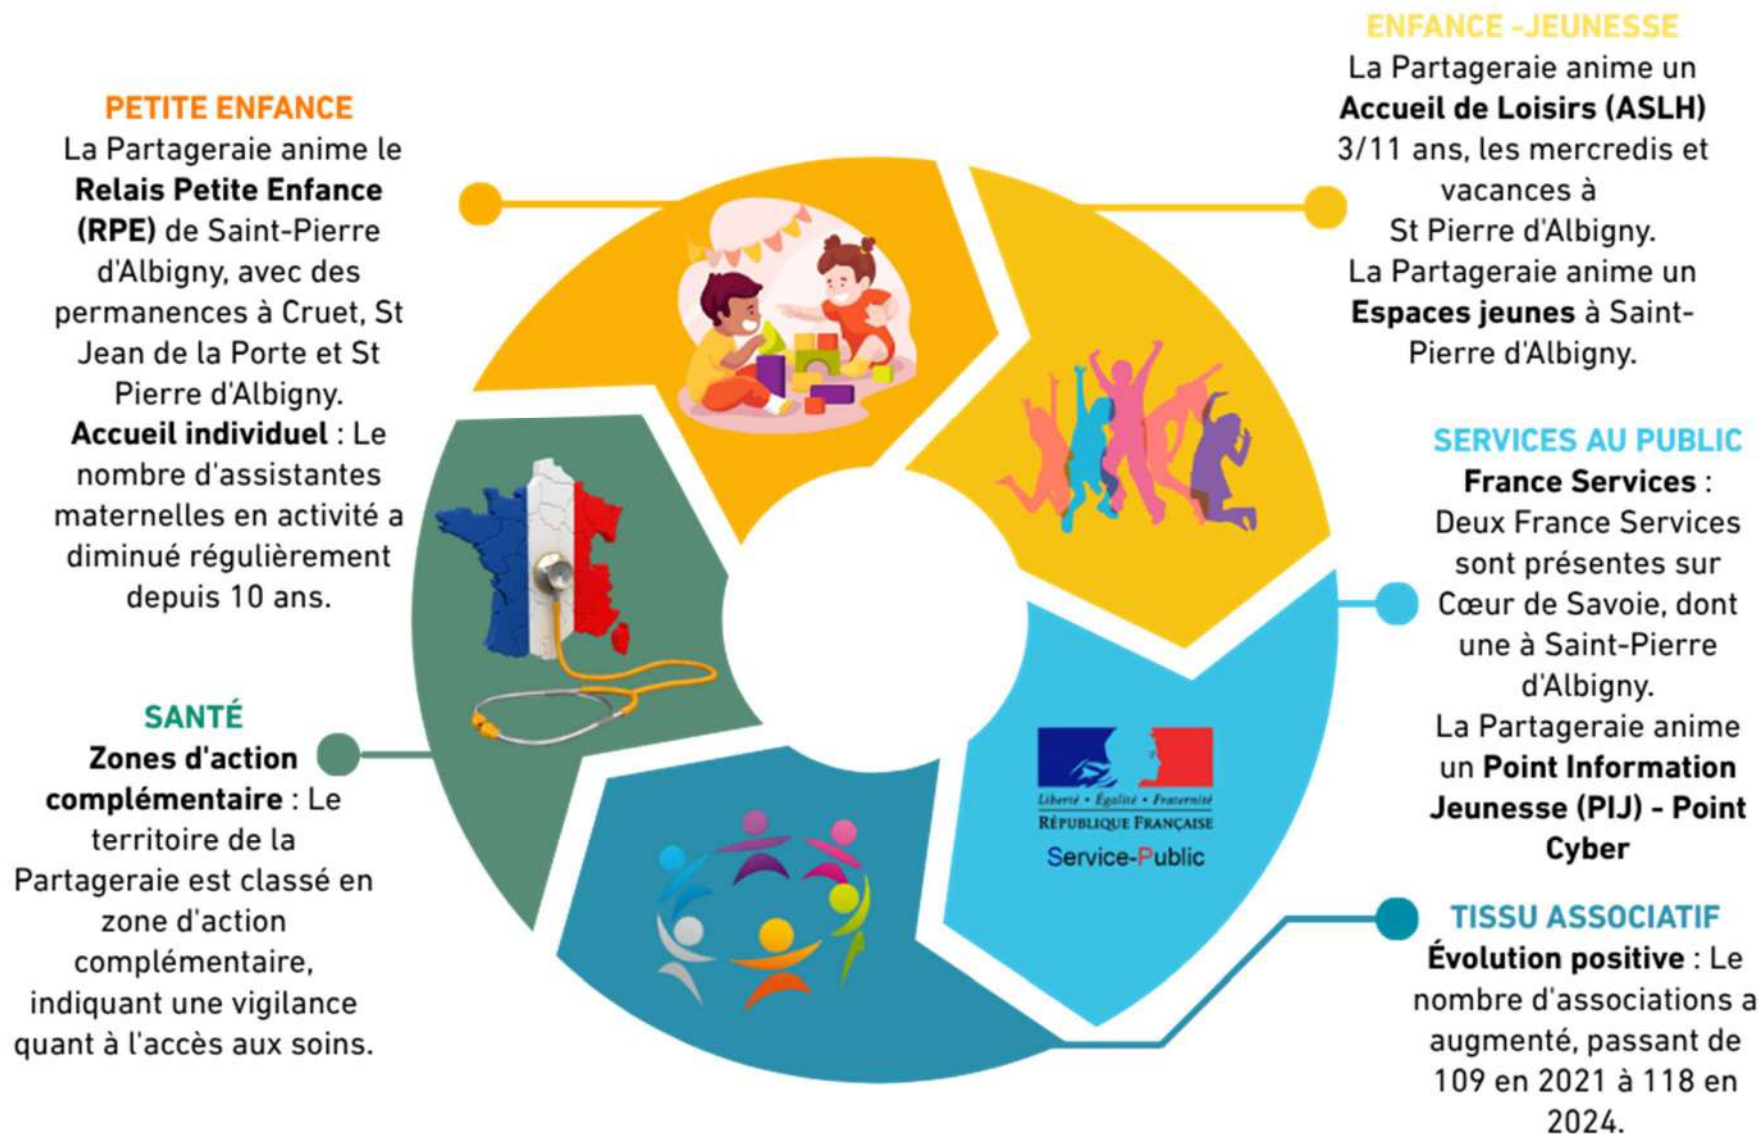 PETITE ENFANCE
La Partageraie anime le
Relais Petite Enfance
(RPE) de Saint-Pierre
d'Albigny, avec des
permanences à Cruet, St
Jean de la Porte et St
Pierre d'Albigny.
Accueil individuel : Le
nombre d'assistantes
maternelles en activité a
diminué régulièrement
depuis 10 ans.
SANTÉ
Zones d'action
complémentaire : Le
territoire de la
Partageraie est classé en
zone d'action
complémentaire,
indiquant une vigilance
quant à l'accès aux soins.
ENFANCE -JEUNESSE
La Partageraie anime un
Accueil de Loisirs (ASLH)
3/11 ans, les mercredis et
vacances à
St Pierre d'Albigny.
La Partageraie anime un
Espaces jeunes à Saint-
Pierre d'Albigny.
SERVICES AU PUBLIC
France Services :
Deux France Services
sont présentes sur
Cœur de Savoie, dont
une à Saint-Pierre
d'Albigny.
La Partageraie anime
un Point Information
Jeunesse (PIJ) - Point
Cyber
TISSU ASSOCIATIF
Évolution positive : Le
nombre d'associations a
augmenté, passant de
109 en 2021 à 118 en
2024.
Liberté • Égalité • Fraternité
RÉPUBLIQUE FRANÇAISE
Service-Public